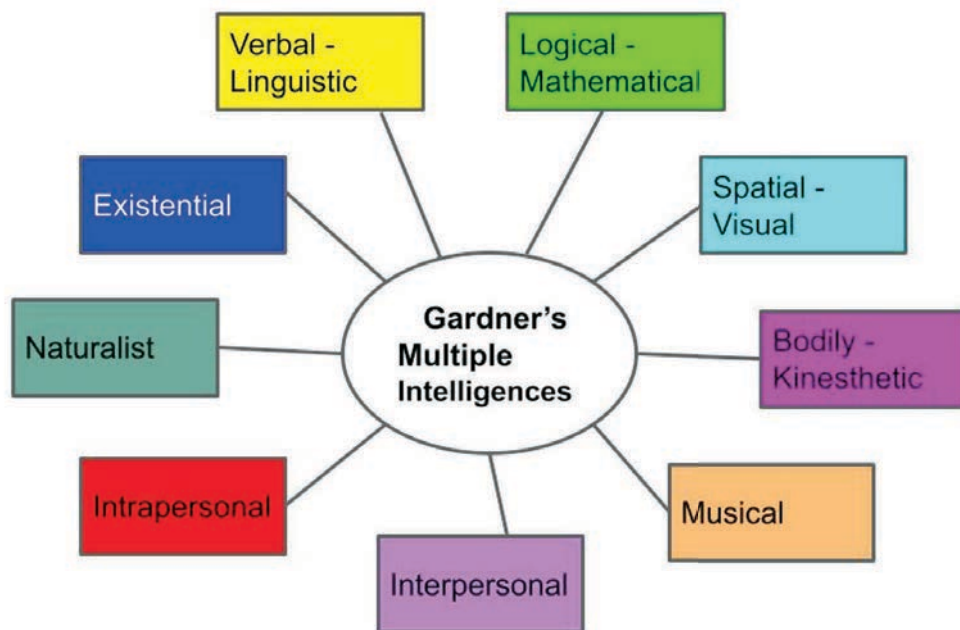 Verbal -
Linguistic
Logical -
Mathematical
Existential
Spatial -
Visual
Gardner’s
Multiple
Intelligences
Naturalist
Bodily -
Kinesthetic
Intrapersonal
Musical
Interpersonal